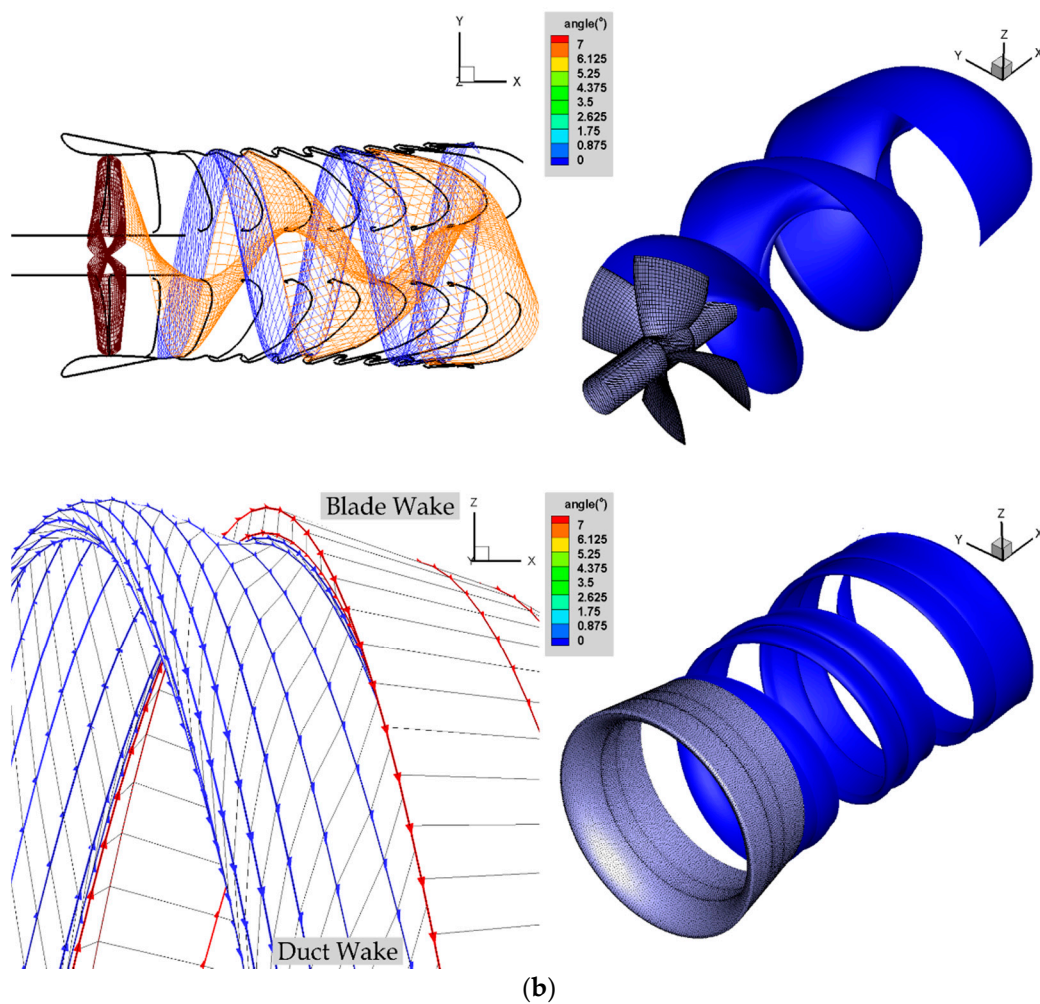 Y
Z
X
angle(°)
7
6.125
5.25
4.375
3.5
2.625
1.75
0.875
0
Z
Y
X
Blade Wake
Z
Y
X
Duct Wake
angle(°)
7
6.125
5.25
4.375
3.5
2.625
1.75
0.875
0
Z
Y
X
(b)